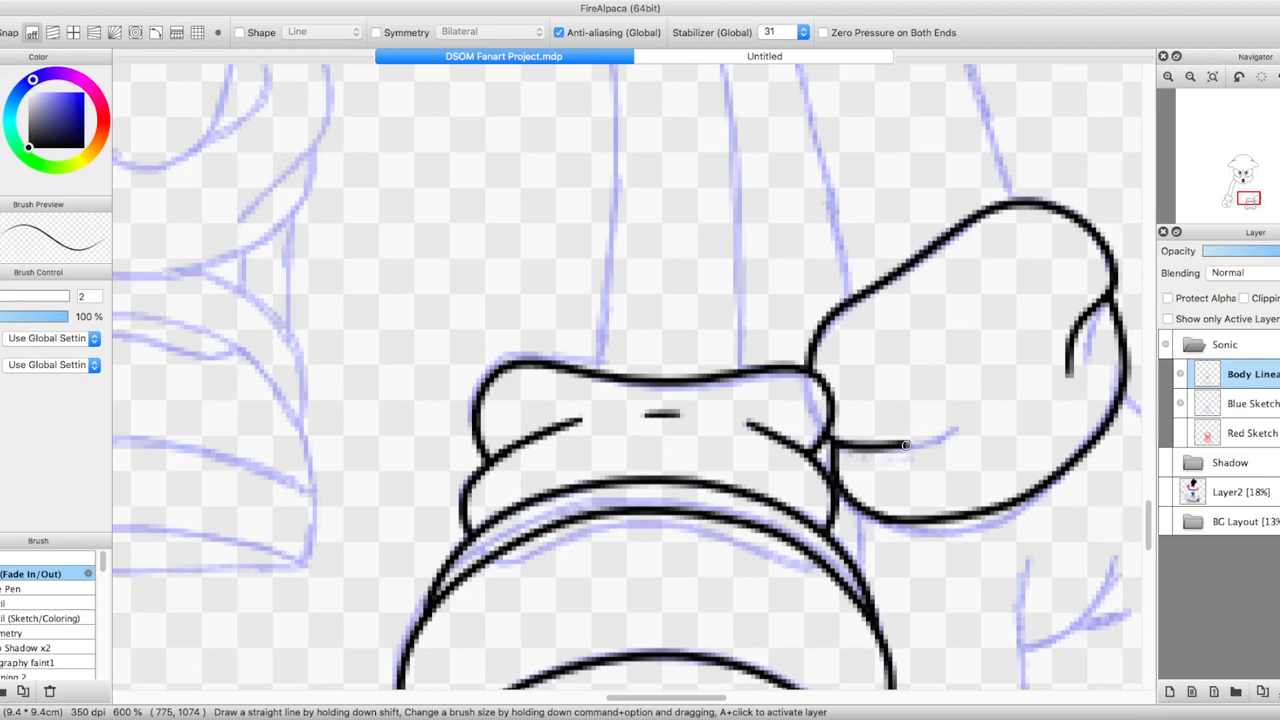 FireAlpaca (64bit)
Snap Shape Line Symmetry Bilateral Anti-aliasing (Global) Stabilizer (Global) 31 Zero Pressure on Both Ends
Color
DSOM Fanart Project.mdp
Untitled
Navigator
Brush Preview
Brush Control
2
100 %
Use Global Settin
Use Global Settin
Layer
Opacity
Blending Normal
Protect Alpha Clippi
Show only Active Layer
Sonic
Body Linea
Blue Sketch
Red Sketch
Shadow
Layer2 [18%]
BG Layout [13%
Brush
(Fade In/Out)
e Pen
il
il (Sketch/Coloring)
metry
o Shadow x2
ography faint1
(9.4 * 9.4cm) 350 dpi 600 % ( 775, 1074 ) Draw a straight line by holding down shift, Change a brush size by holding down command+option and dragging, A+click to activate layer